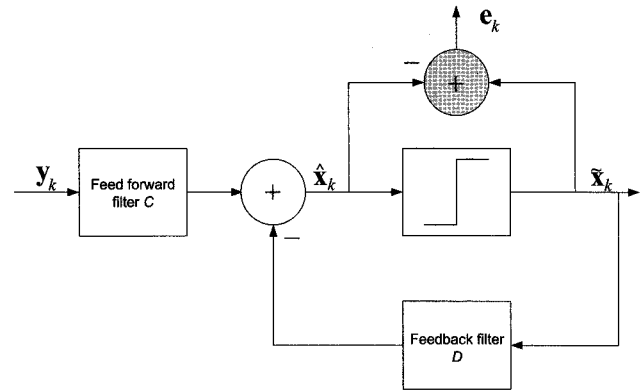 e_k
−
+
y_k
Feed forward
filter C
+
x̂_k
x̃_k
−
Feedback filter
D